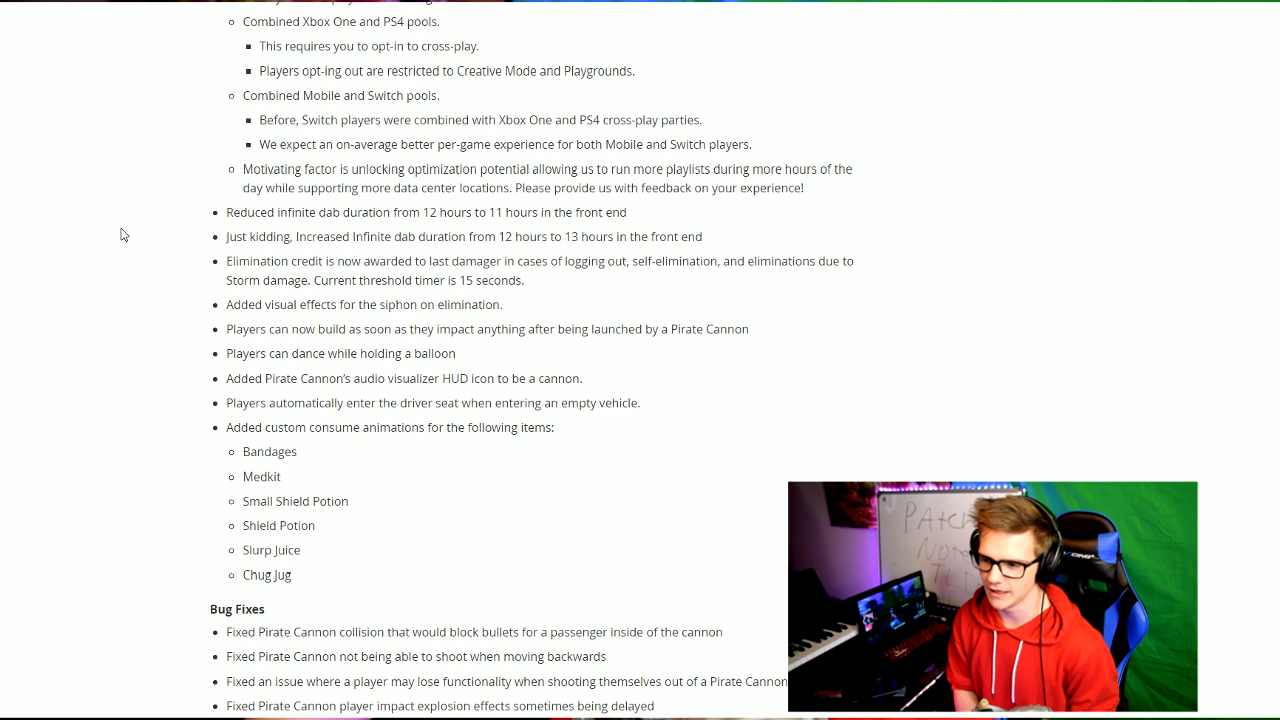 Combined Xbox One and PS4 pools.
This requires you to opt-in to cross-play.
Players opt-ing out are restricted to Creative Mode and Playgrounds.
Combined Mobile and Switch pools.
Before, Switch players were combined with Xbox One and PS4 cross-play parties.
We expect an on-average better per-game experience for both Mobile and Switch players.
Motivating factor is unlocking optimization potential allowing us to run more playlists during more hours of the
day while supporting more data center locations. Please provide us with feedback on your experience!
Reduced infinite dab duration from 12 hours to 11 hours in the front end
Just kidding, Increased Infinite dab duration from 12 hours to 13 hours in the front end
Elimination credit is now awarded to last damager in cases of logging out, self-elimination, and eliminations due to
Storm damage. Current threshold timer is 15 seconds.
Added visual effects for the siphon on elimination.
Players can now build as soon as they impact anything after being launched by a Pirate Cannon
Players can dance while holding a balloon
Added Pirate Cannon's audio visualizer HUD icon to be a cannon.
Players automatically enter the driver seat when entering an empty vehicle.
Added custom consume animations for the following items:
Bandages
Medkit
Small Shield Potion
Shield Potion
Slurp Juice
Chug Jug
Bug Fixes
Fixed Pirate Cannon collision that would block bullets for a passenger inside of the cannon
Fixed Pirate Cannon not being able to shoot when moving backwards
Fixed an issue where a player may lose functionality when shooting themselves out of a Pirate Cannon
Fixed Pirate Cannon player impact explosion effects sometimes being delayed